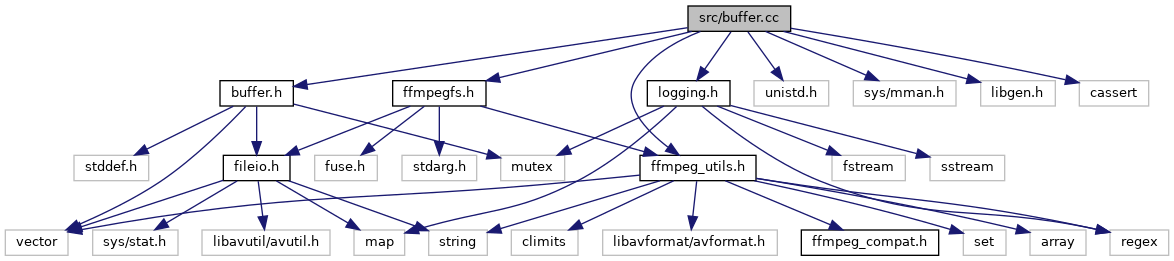 src/buffer.cc
buffer.h
ffmpegfs.h
logging.h
unistd.h
sys/mman.h
libgen.h
cassert
stddef.h
fileio.h
fuse.h
stdarg.h
mutex
ffmpeg_utils.h
fstream
sstream
vector
sys/stat.h
libavutil/avutil.h
map
string
climits
libavformat/avformat.h
ffmpeg_compat.h
set
array
regex